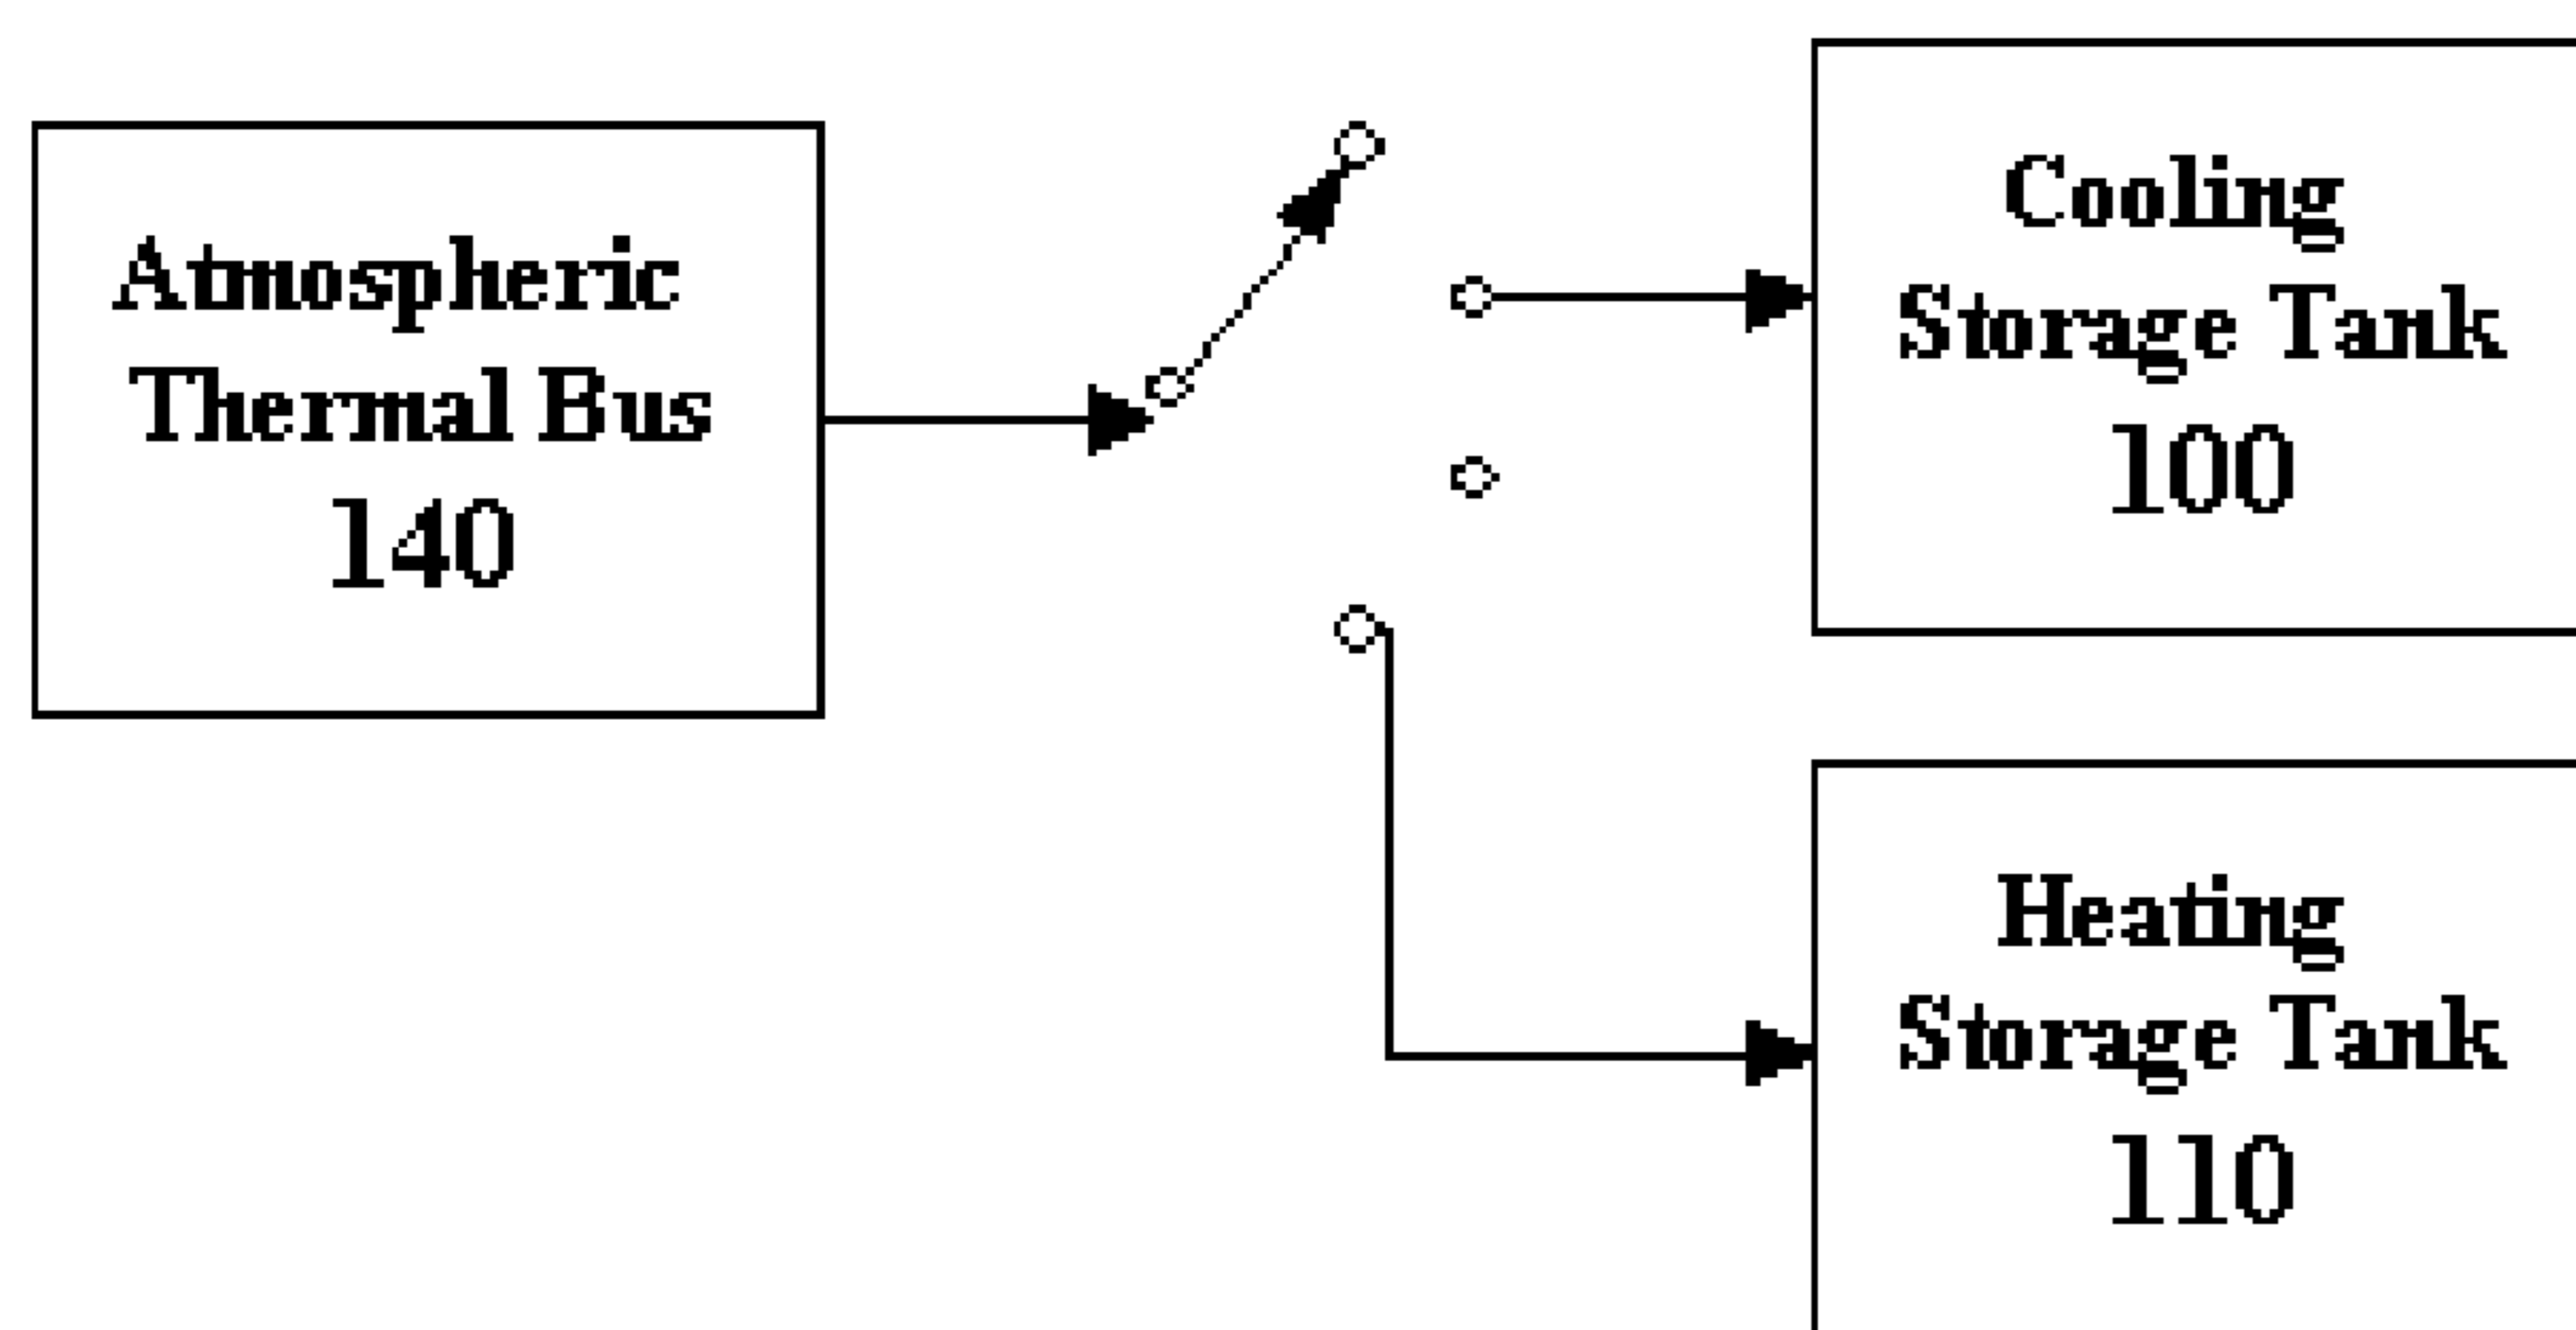 Atmospheric
Thermal Bus
140
Cooling
Storage Tank
100
Heating
Storage Tank
110